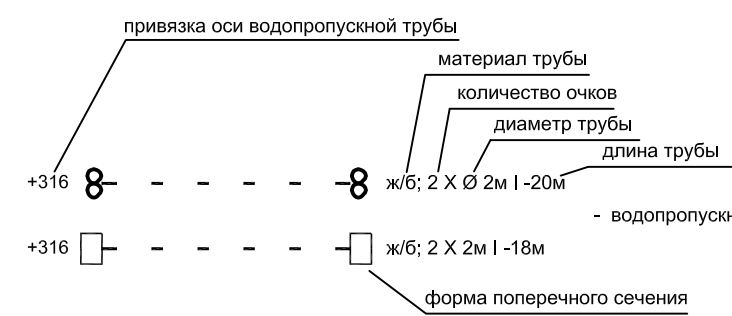 привязка оси водопропускной трубы
материал трубы
количество очков
диаметр трубы
длина трубы
+316 ж/б; 2 X Ø 2м l -20м
- водопропускн
+316 ж/б; 2 X 2м l -18м
форма поперечного сечения